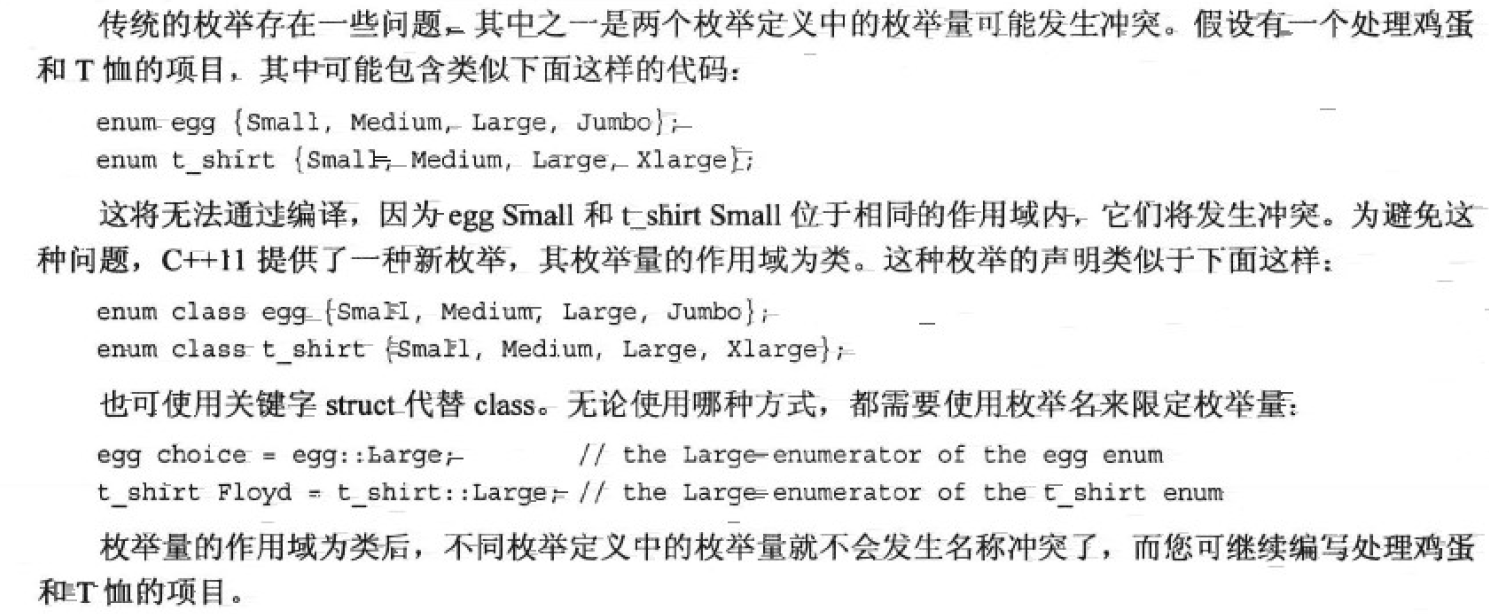 传统的枚举存在一些问题，其中之一是两个枚举定义中的枚举量可能发生冲突。假设有一个处理鸡蛋
和 T 恤的项目，其中可能包含类似下面这样的代码：
enum egg {Small, Medium, Large, Jumbo};
enum t_shirt {Small, Medium, Large, Xlarge};
这将无法通过编译，因为 egg Small 和 t_shirt Small 位于相同的作用域内，它们将发生冲突。为避免这
种问题，C++11 提供了一种新枚举，其枚举量的作用域为类。这种枚举的声明类似于下面这样：
enum class egg {Small, Medium, Large, Jumbo};
enum class t_shirt {Small, Medium, Large, Xlarge};
也可使用关键字 struct 代替 class。无论使用哪种方式，都需要使用枚举名来限定枚举量：
egg choice = egg::Large; // the Large enumerator of the egg enum
t_shirt Floyd = t_shirt::Large; // the Large enumerator of the t_shirt enum
枚举量的作用域为类后，不同枚举定义中的枚举量就不会发生名称冲突了，而您可继续编写处理鸡蛋
和 T 恤的项目。